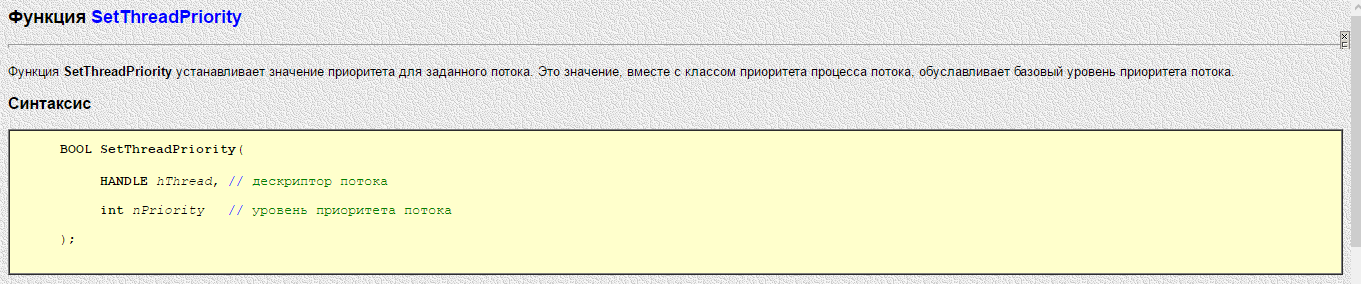 Функция SetThreadPriority
Функция SetThreadPriority устанавливает значение приоритета для заданного потока. Это значение, вместе с классом приоритета процесса потока, обуславливает базовый уровень приоритета потока.
Синтаксис
BOOL SetThreadPriority(
HANDLE hThread, // дескриптор потока
int nPriority // уровень приоритета потока
);